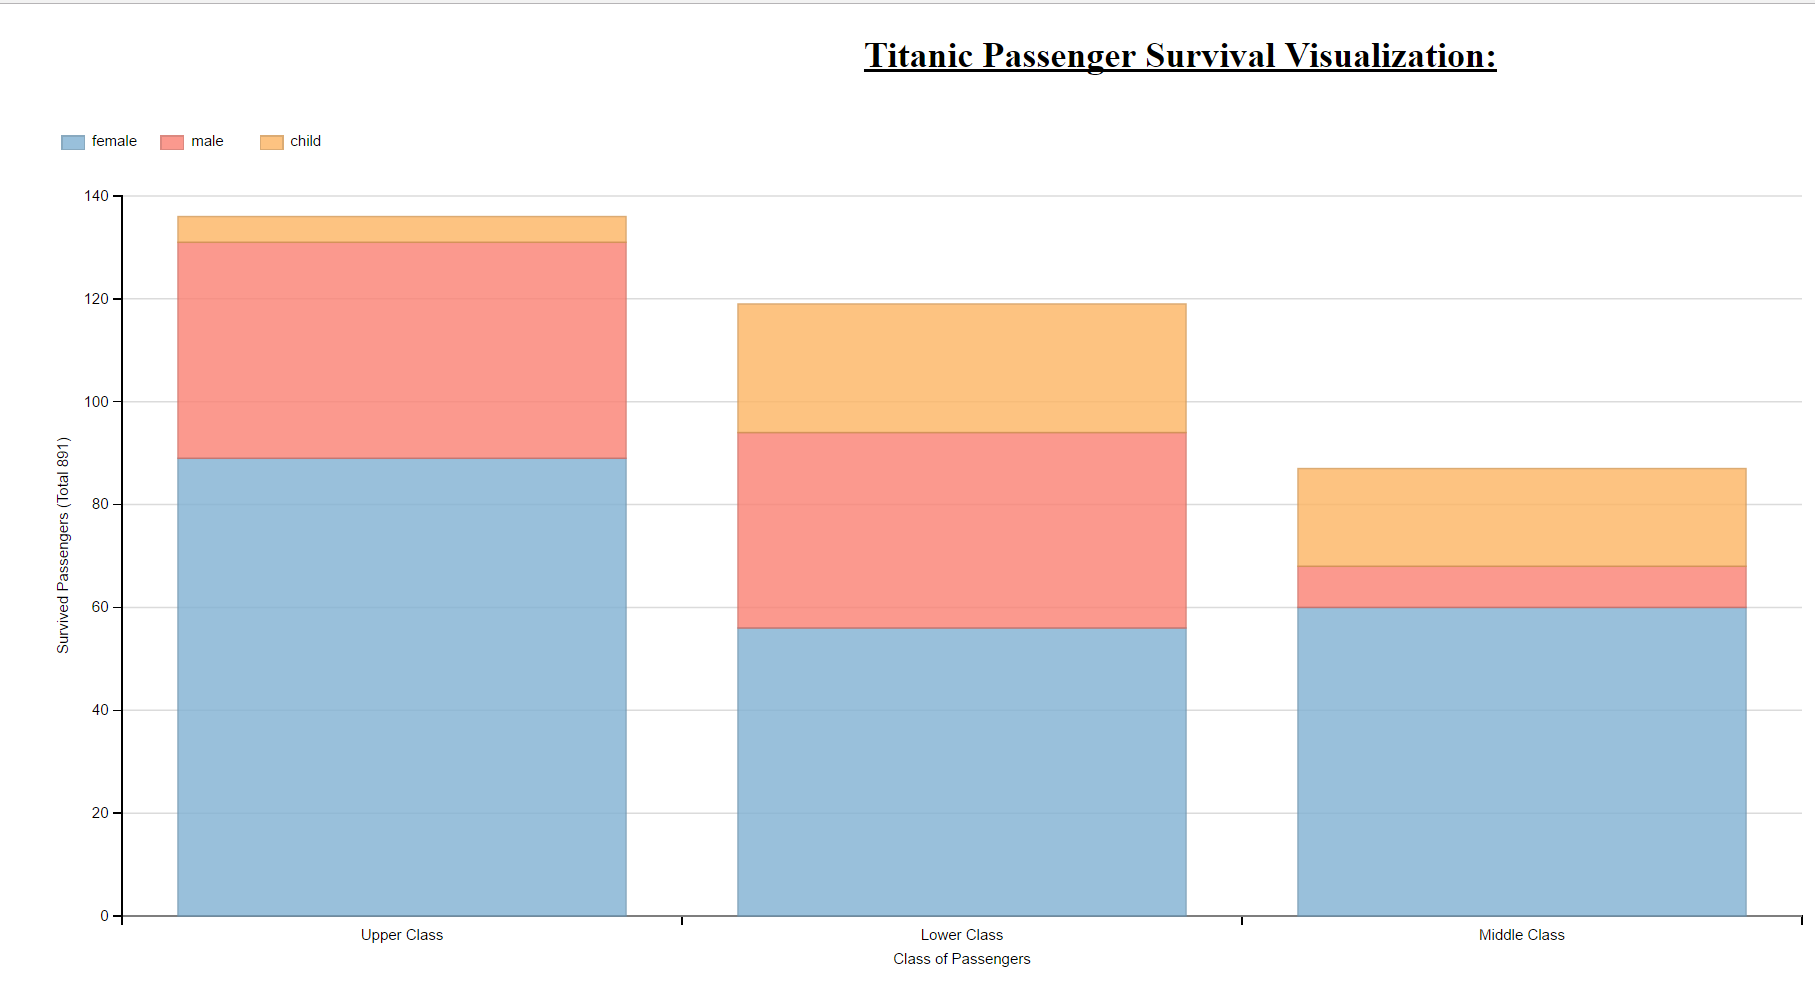 Titanic Passenger Survival Visualization:
female male child
140
120
100
80
60
40
20
0
Survived Passengers (Total 891)
Upper Class Lower Class Middle Class
Class of Passengers